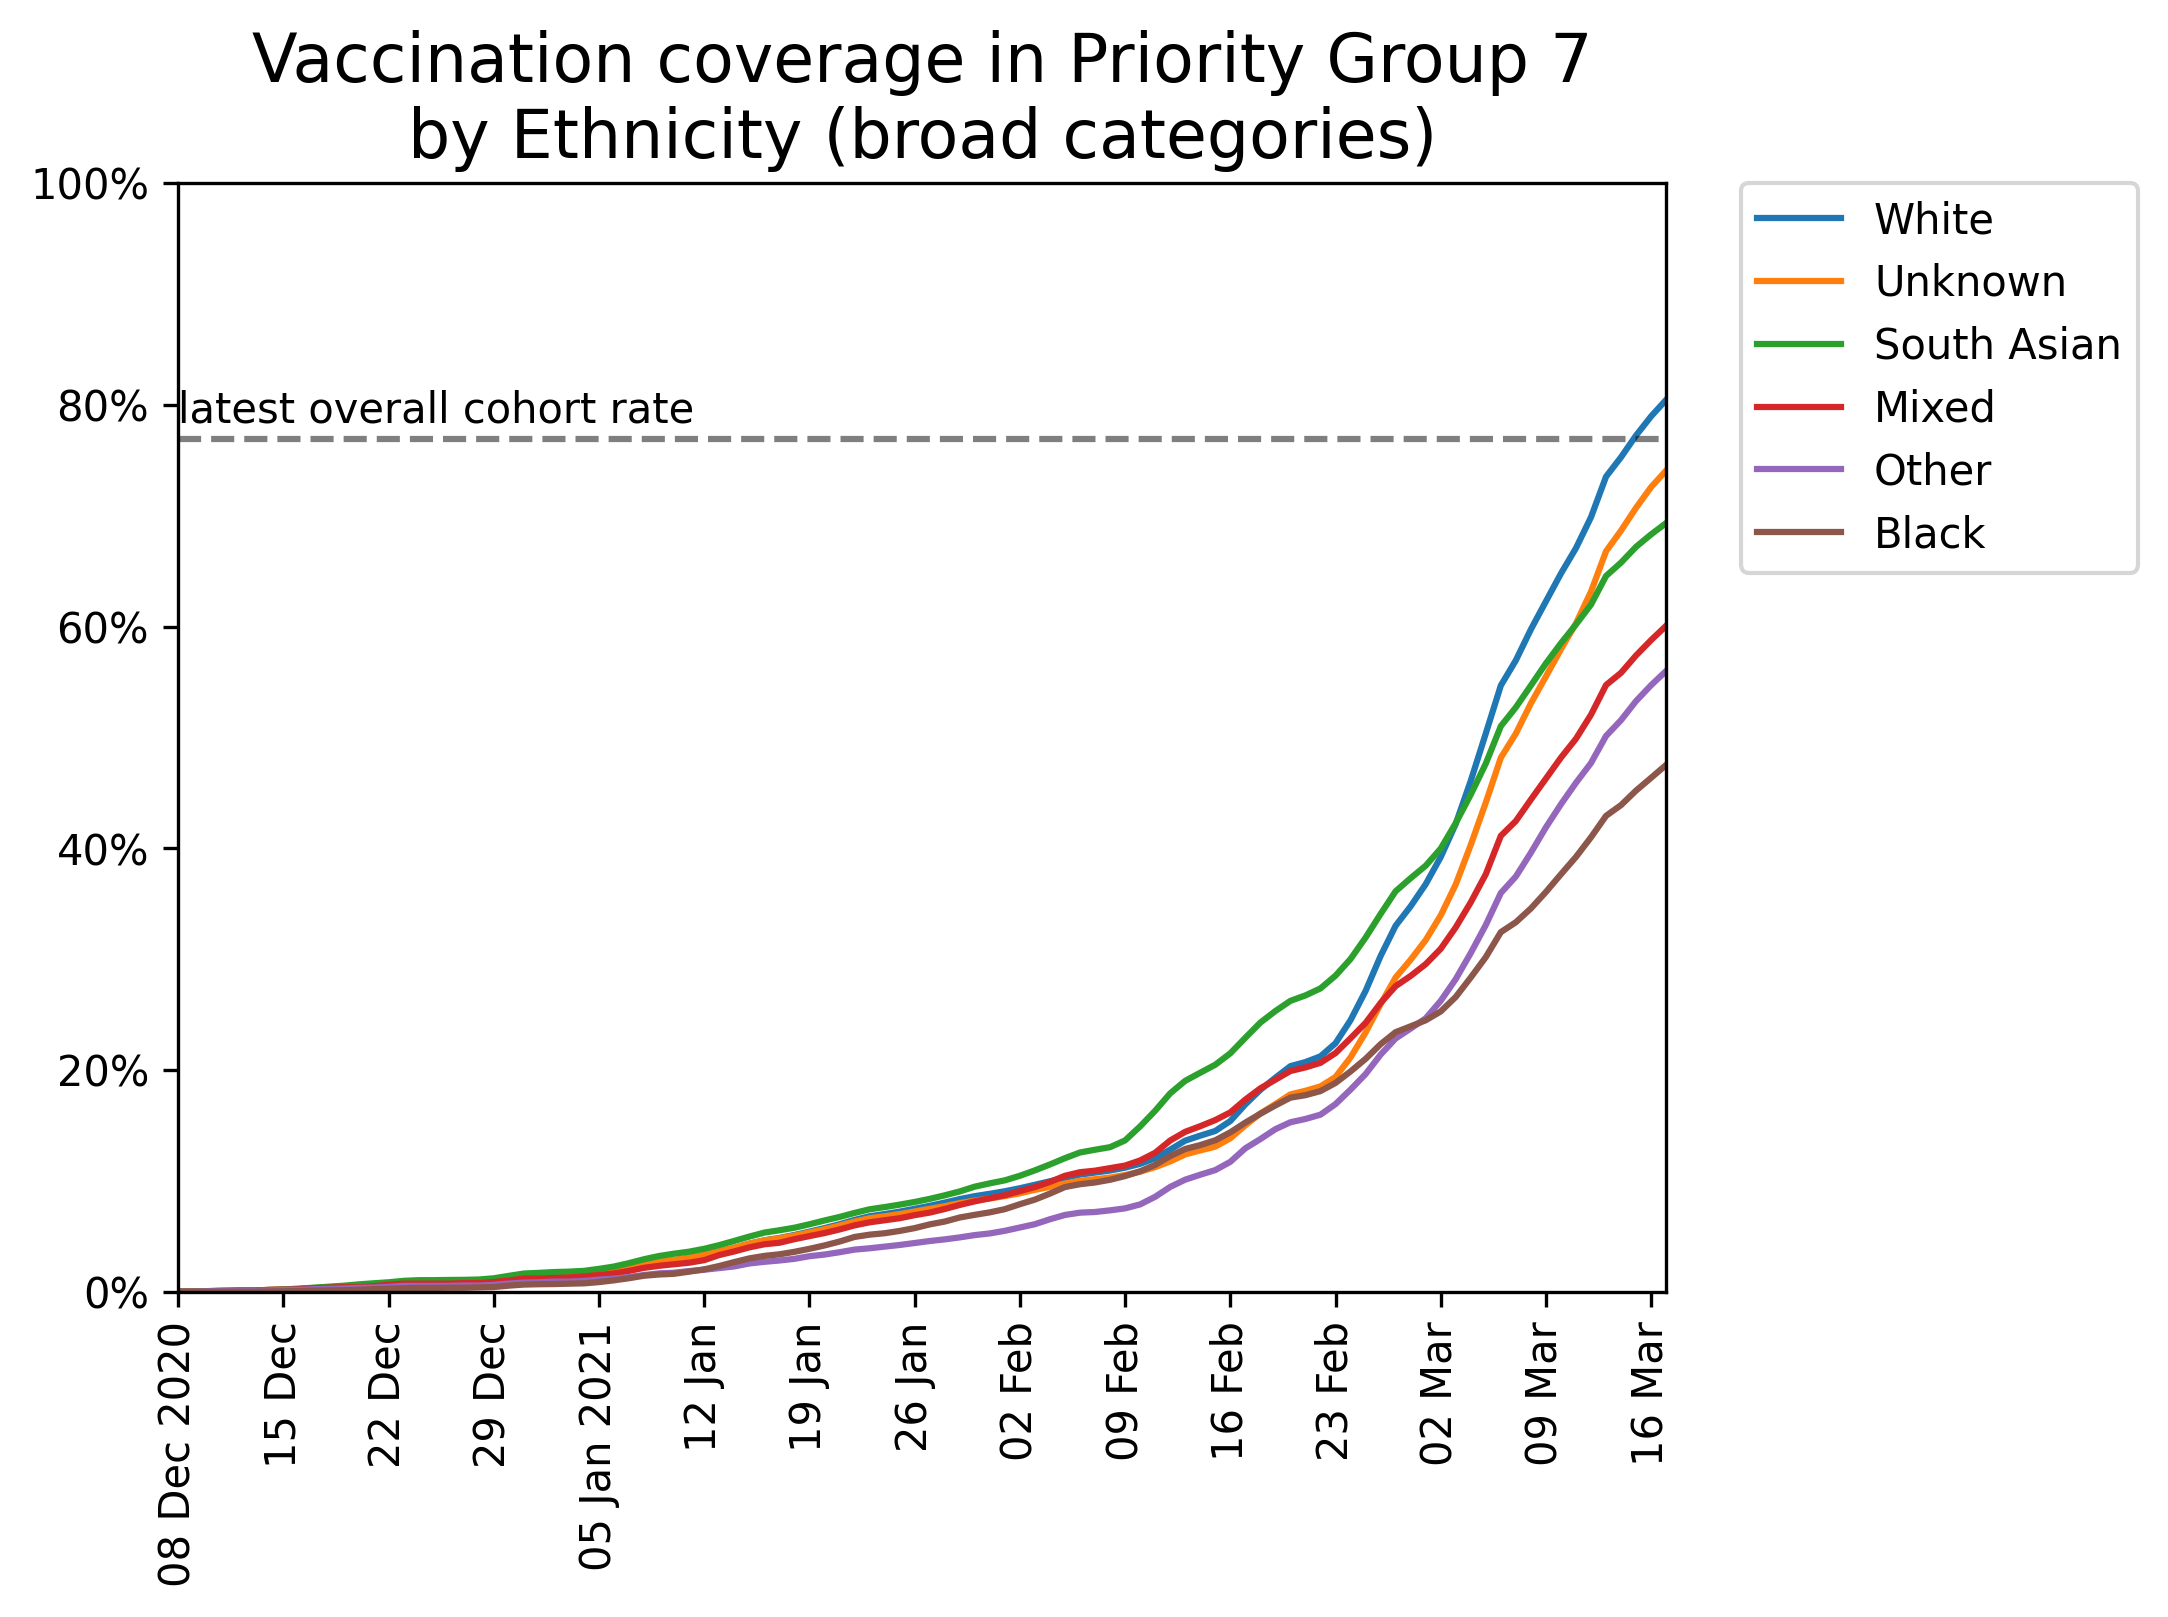 Vaccination coverage in Priority Group 7
by Ethnicity (broad categories)
100%
80%
60%
40%
20%
0%
latest overall cohort rate
White
Unknown
South Asian
Mixed
Other
Black
08 Dec 2020
15 Dec
22 Dec
29 Dec
05 Jan 2021
12 Jan
19 Jan
26 Jan
02 Feb
09 Feb
16 Feb
23 Feb
02 Mar
09 Mar
16 Mar